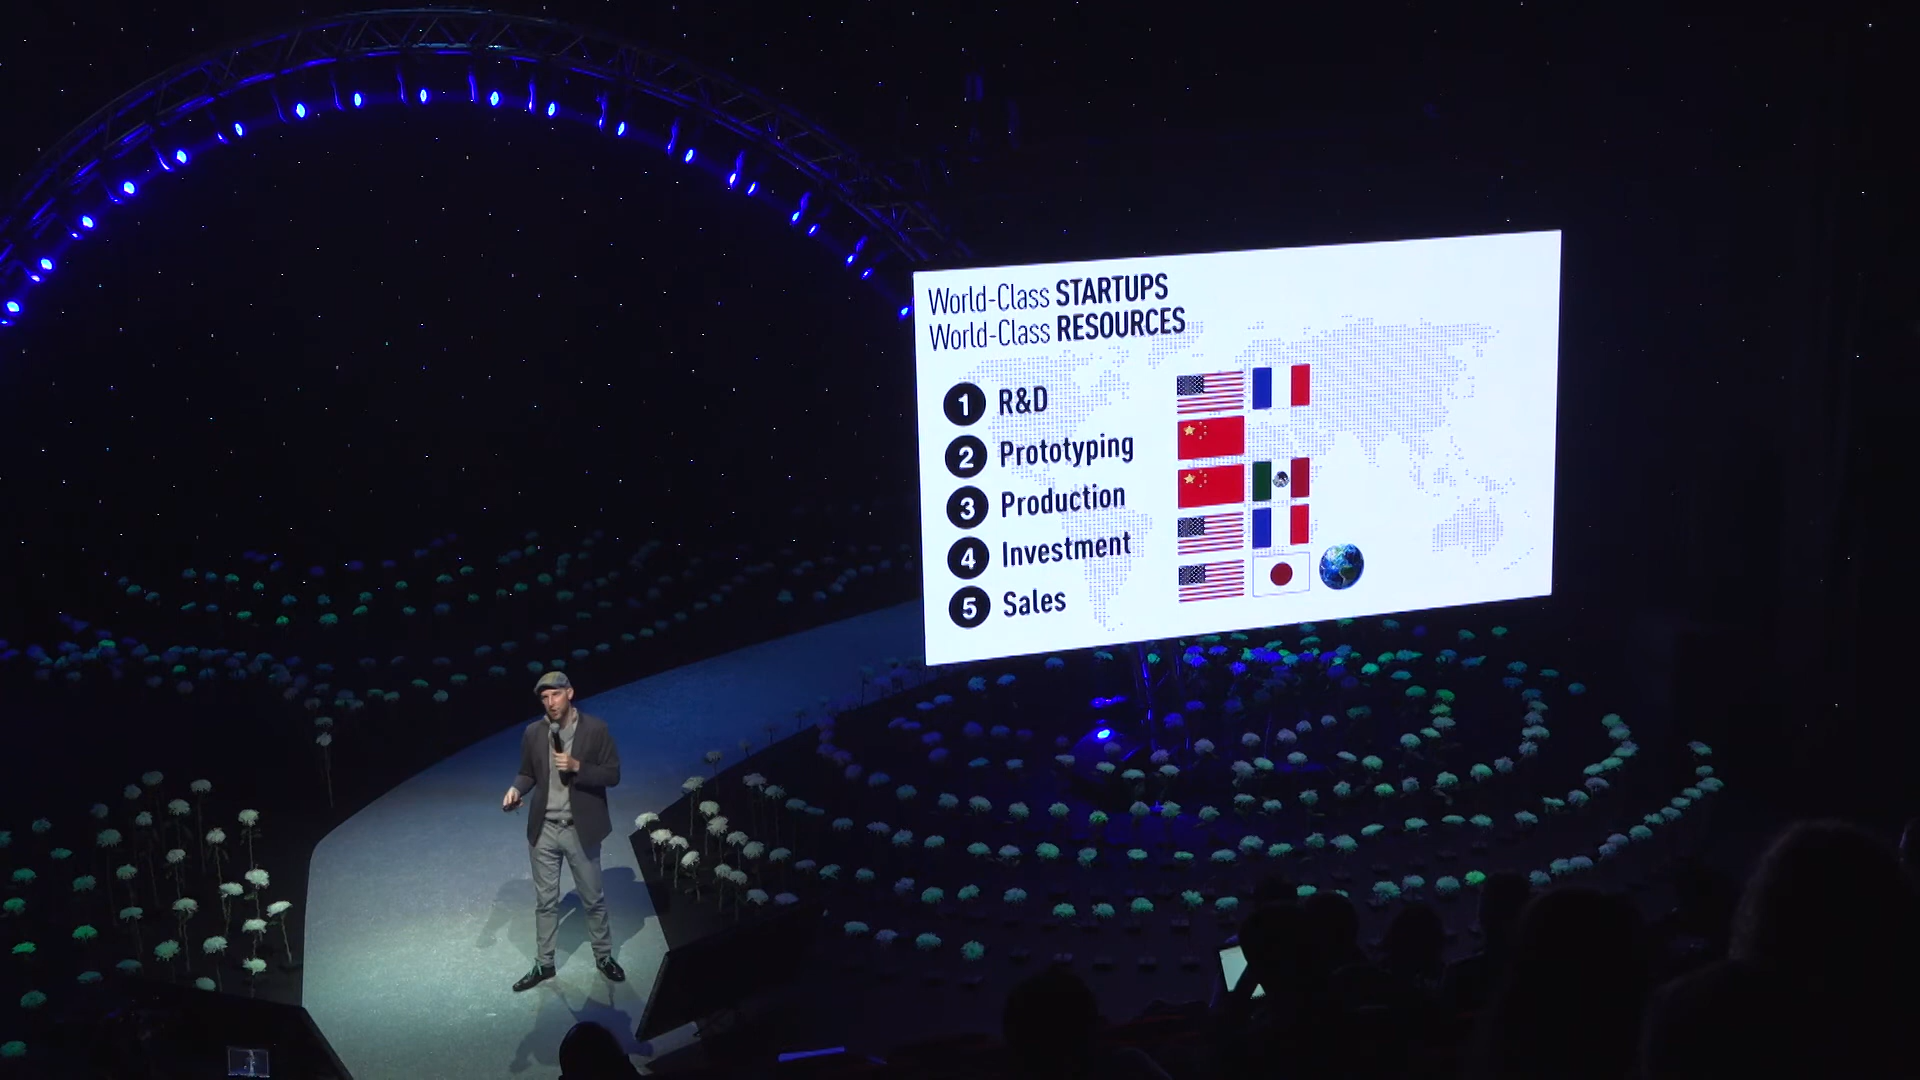 World-Class STARTUPS
World-Class RESOURCES
1 R&D
2 Prototyping
3 Production
4 Investment
5 Sales